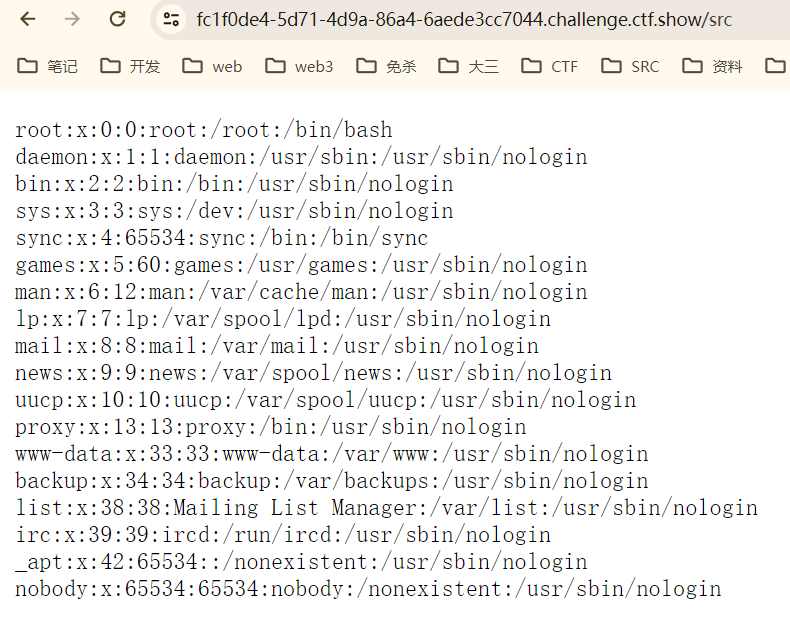 fc1f0de4-5d71-4d9a-86a4-6aede3cc7044.challenge.ctf.show/src
笔记 开发 web web3 免杀 大三 CTF SRC 资料
root:x:0:0:root:/root:/bin/bash
daemon:x:1:1:daemon:/usr/sbin:/usr/sbin/nologin
bin:x:2:2:bin:/bin:/usr/sbin/nologin
sys:x:3:3:sys:/dev:/usr/sbin/nologin
sync:x:4:65534:sync:/bin:/bin/sync
games:x:5:60:games:/usr/games:/usr/sbin/nologin
man:x:6:12:man:/var/cache/man:/usr/sbin/nologin
lp:x:7:7:lp:/var/spool/lpd:/usr/sbin/nologin
mail:x:8:8:mail:/var/mail:/usr/sbin/nologin
news:x:9:9:news:/var/spool/news:/usr/sbin/nologin
uucp:x:10:10:uucp:/var/spool/uucp:/usr/sbin/nologin
proxy:x:13:13:proxy:/bin:/usr/sbin/nologin
www-data:x:33:33:www-data:/var/www:/usr/sbin/nologin
backup:x:34:34:backup:/var/backups:/usr/sbin/nologin
list:x:38:38:Mailing List Manager:/var/list:/usr/sbin/nologin
irc:x:39:39:ircd:/run/ircd:/usr/sbin/nologin
_apt:x:42:65534::/nonexistent:/usr/sbin/nologin
nobody:x:65534:65534:nobody:/nonexistent:/usr/sbin/nologin